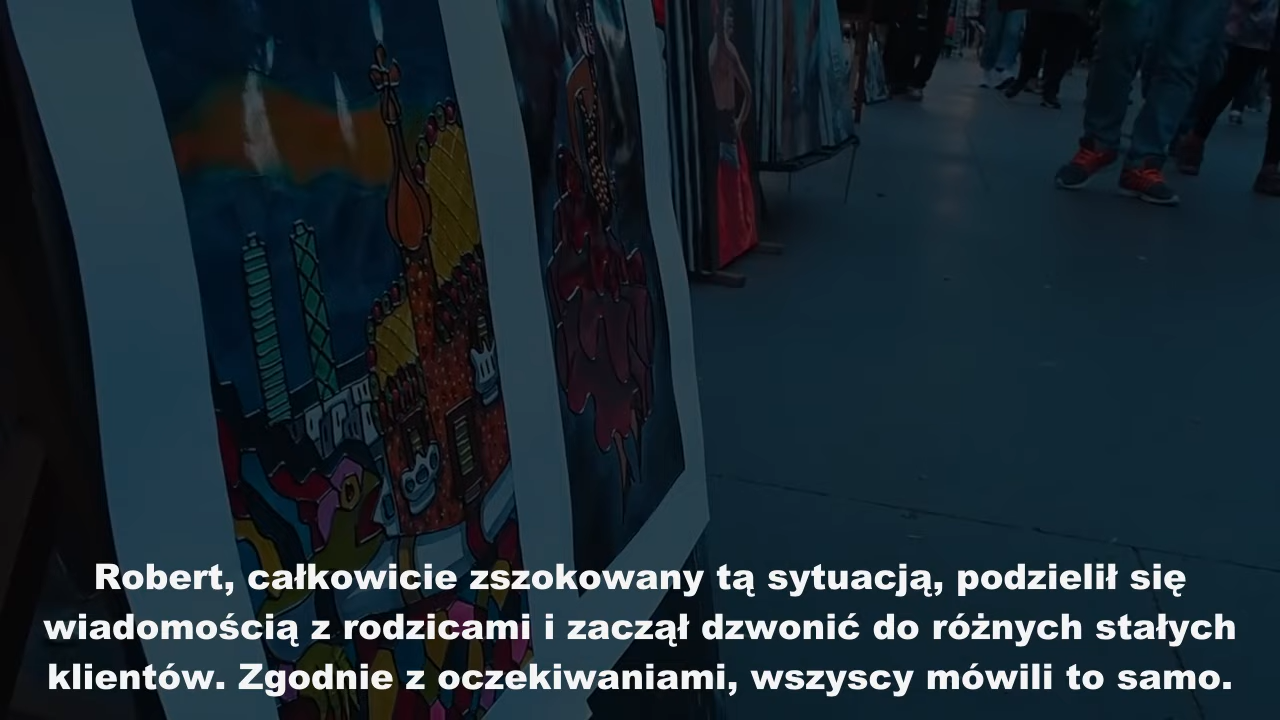 Robert, całkowicie zszokowany tą sytuacją, podzielił się
wiadomością z rodzicami i zaczął dzwonić do różnych stałych
klientów. Zgodnie z oczekiwaniami, wszyscy mówili to samo.